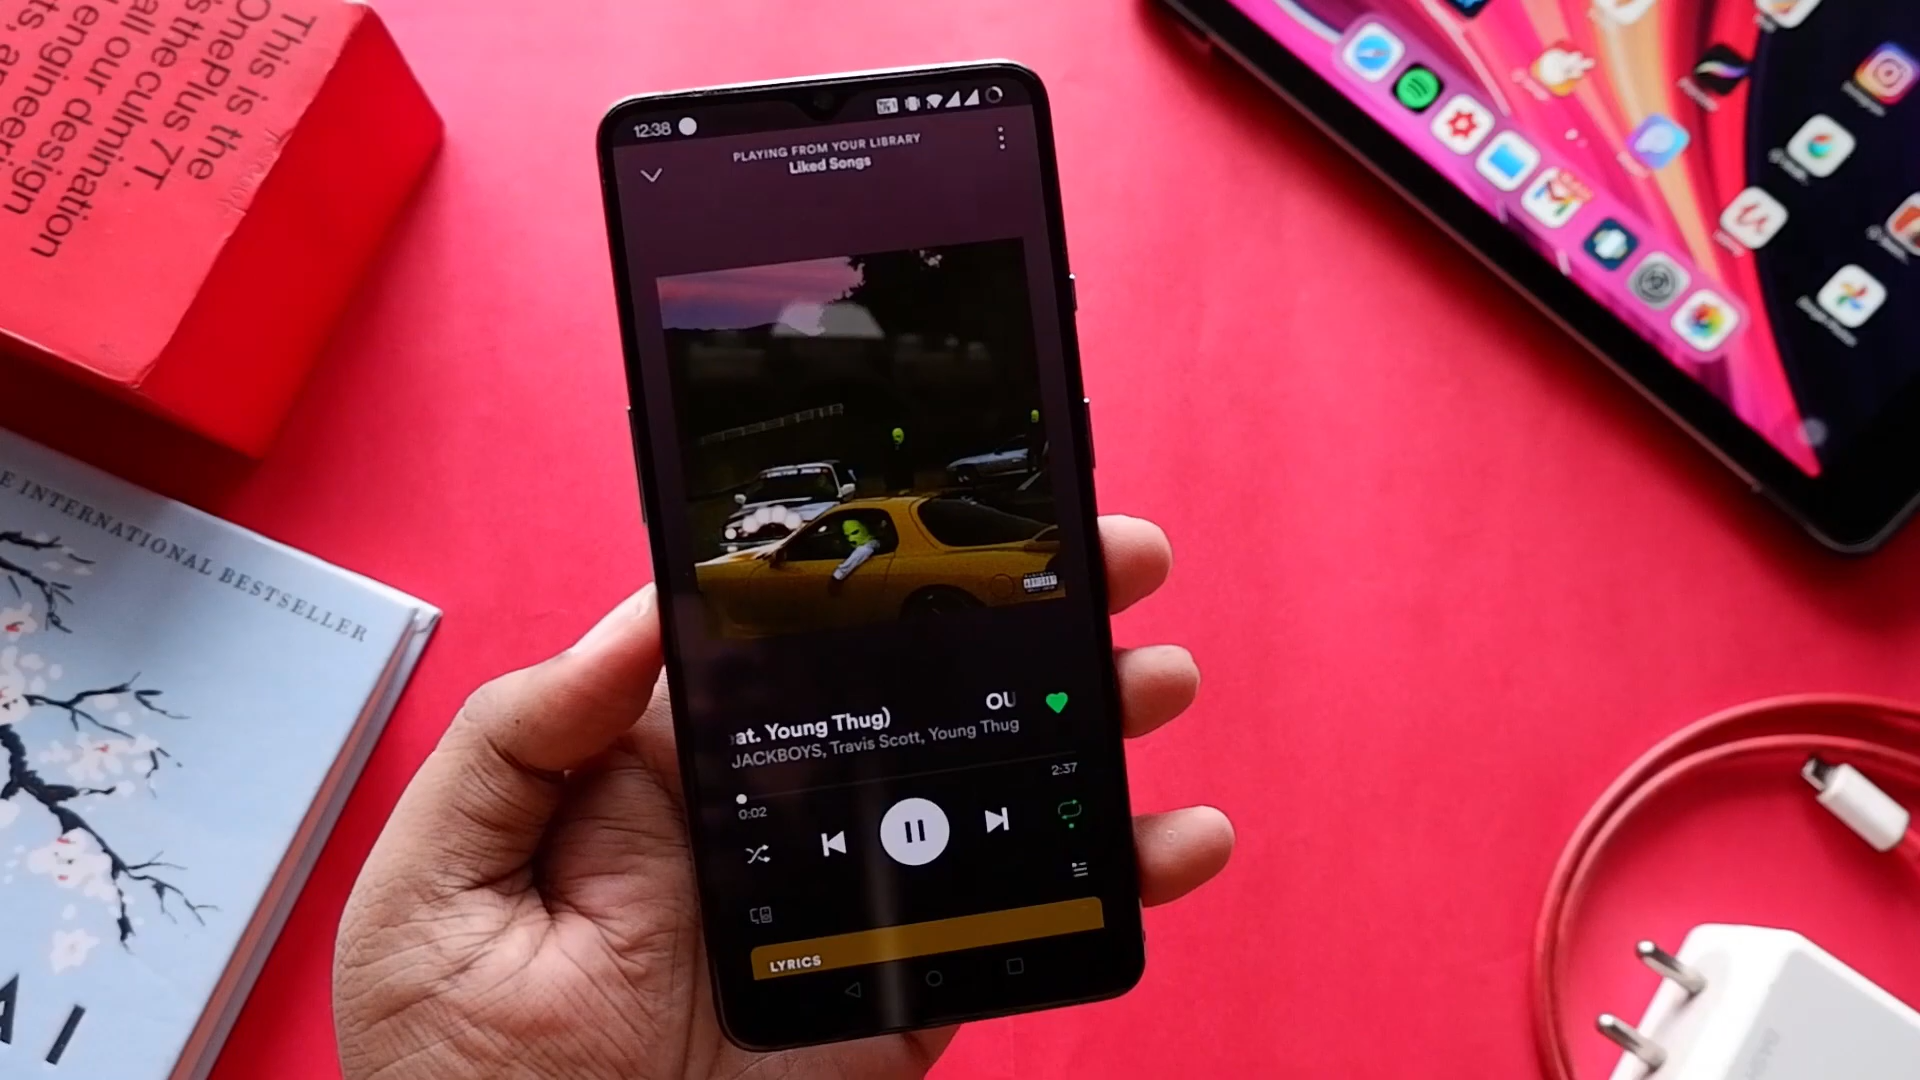 This is the
OnePlus 7T.
is the culmination
all our design
engineering
E INTERNATIONAL BESTSELLER
AI
12:38
PLAYING FROM YOUR LIBRARY
Liked Songs
at. Young Thug)
OU
JACKBOYS, Travis Scott, Young Thug
0:02
2:37
LYRICS